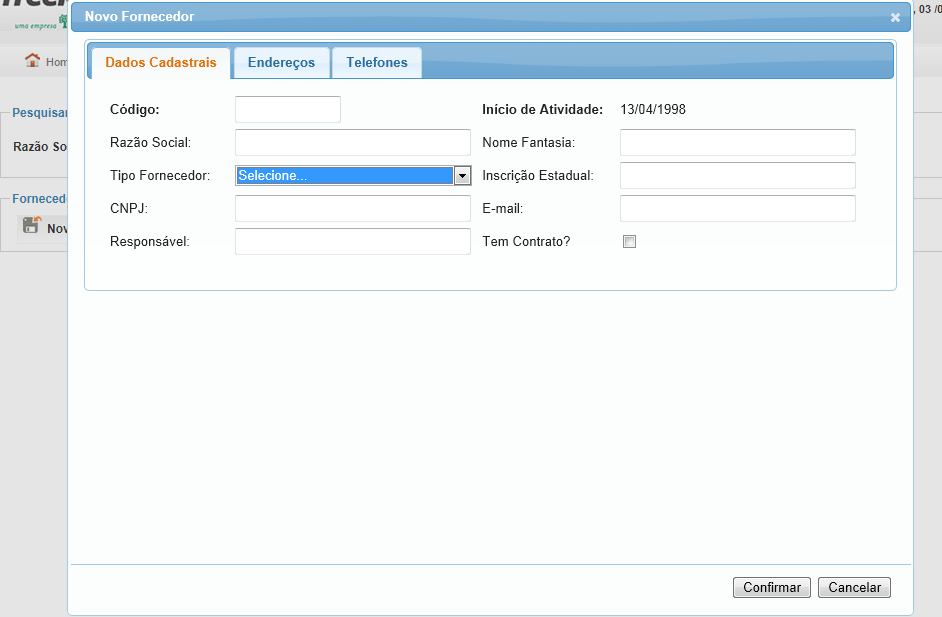 Novo Fornecedor
, 03 /0
uma empresa
Hom
Dados Cadastrais Endereços Telefones
Código: Início de Atividade: 13/04/1998
Pesquisar
Razão Social: Nome Fantasia:
Razão So
Tipo Fornecedor: Selecione... Inscrição Estadual:
Forneced
CNPJ: E-mail:
Nov
Responsável: Tem Contrato?
Confirmar Cancelar